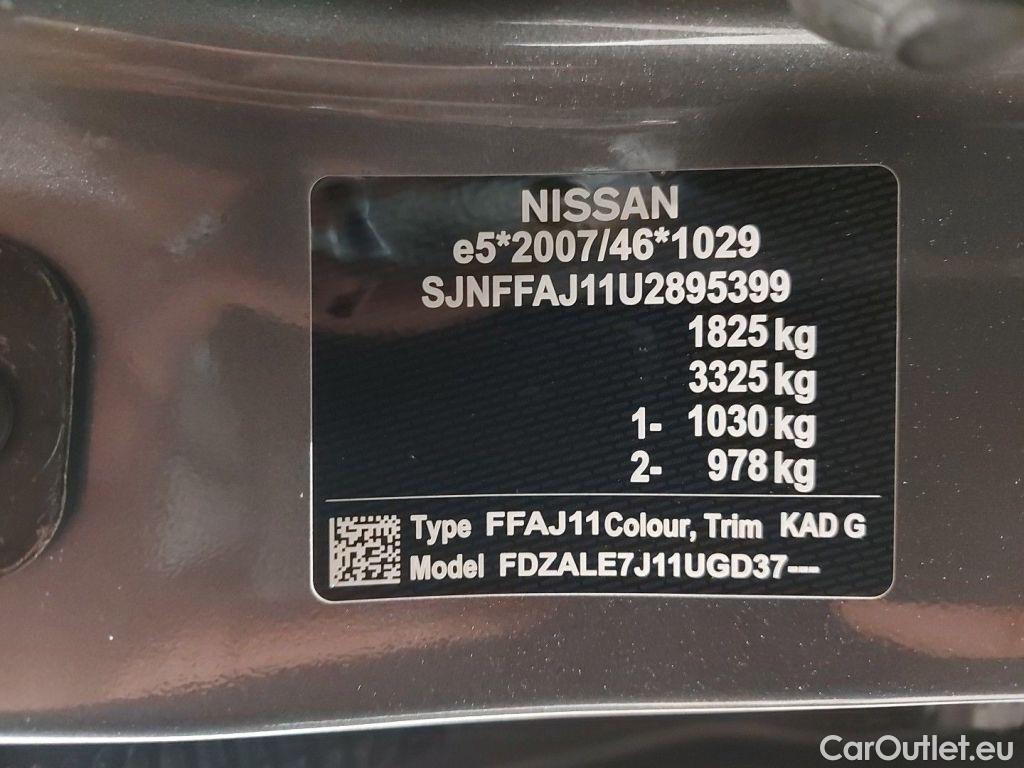 NISSAN
e5*2007/46*1029
SJNFFAJ11U2895399
1825 kg
3325 kg
1- 1030 kg
2- 978 kg
Type FFAJ11 Colour, Trim KAD G
Model FDZALE7J11UGD37---
CarOutlet.eu